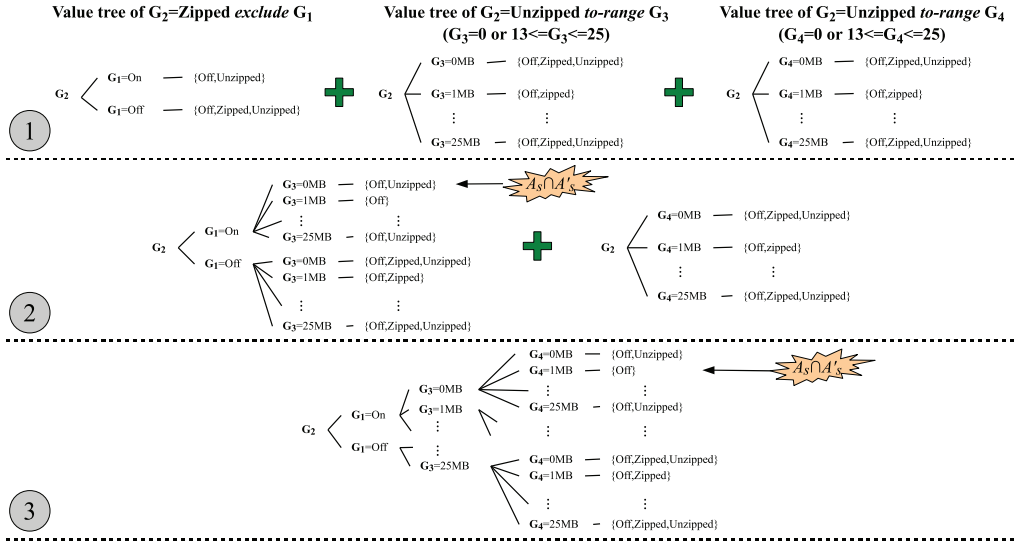 Value tree of G2=Zipped exclude G1
Value tree of G2=Unzipped to-range G3
(G3=0 or 13<=G3<=25)
Value tree of G2=Unzipped to-range G4
(G4=0 or 13<=G4<=25)
G2
G1=On — {Off,Unzipped}
G1=Off — {Off,Zipped,Unzipped}
G2
G3=0MB — {Off,Zipped,Unzipped}
G3=1MB — {Off,zipped}
⋮ ⋮
G3=25MB — {Off,Zipped,Unzipped}
G2
G4=0MB — {Off,Zipped,Unzipped}
G4=1MB — {Off,zipped}
⋮ ⋮
G4=25MB — {Off,Zipped,Unzipped}
1
G2
G1=On
G3=0MB — {Off,Unzipped}
G3=1MB — {Off}
⋮ ⋮
G3=25MB — {Off,Unzipped}
G1=Off
G3=0MB — {Off,Zipped,Unzipped}
G3=1MB — {Off,Zipped}
⋮ ⋮
G3=25MB — {Off,Zipped,Unzipped}
As∩A's
G2
G4=0MB — {Off,Zipped,Unzipped}
G4=1MB — {Off,zipped}
⋮ ⋮
G4=25MB — {Off,Zipped,Unzipped}
2
G2
G1=On
G1=Off
G3=0MB
G3=1MB
⋮
⋮
G3=25MB
G4=0MB — {Off,Unzipped}
G4=1MB — {Off}
⋮ ⋮
G4=25MB — {Off,Unzipped}
⋮ ⋮
G4=0MB — {Off,Zipped,Unzipped}
G4=1MB — {Off,Zipped}
⋮ ⋮
G4=25MB — {Off,Zipped,Unzipped}
As∩A's
3